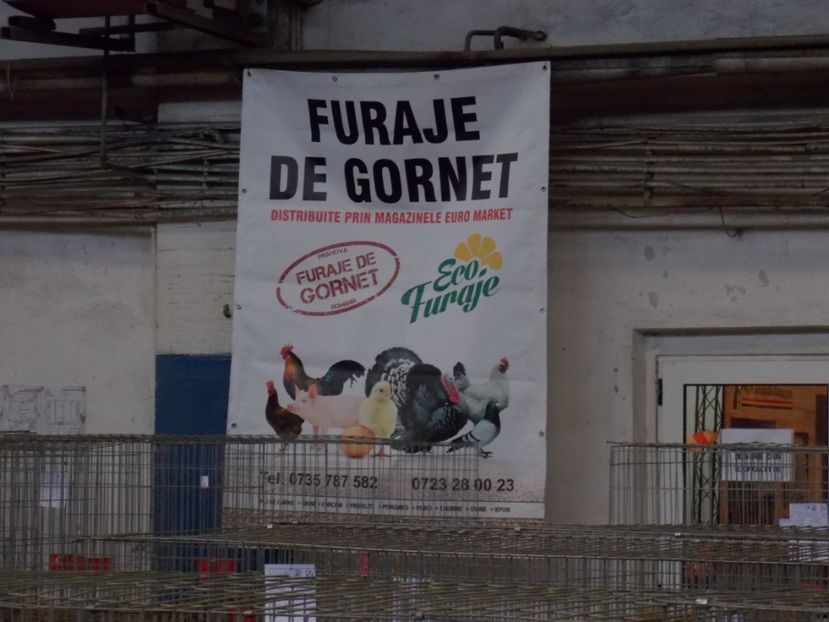 FURAJE
DE GORNET
DISTRIBUITE PRIN MAGAZINELE EURO MARKET
PRAHOVA
FURAJE DE
GORNET
ROMANIA
Eco
Furaje
Tel. 0735 787 582 0723 28 00 23